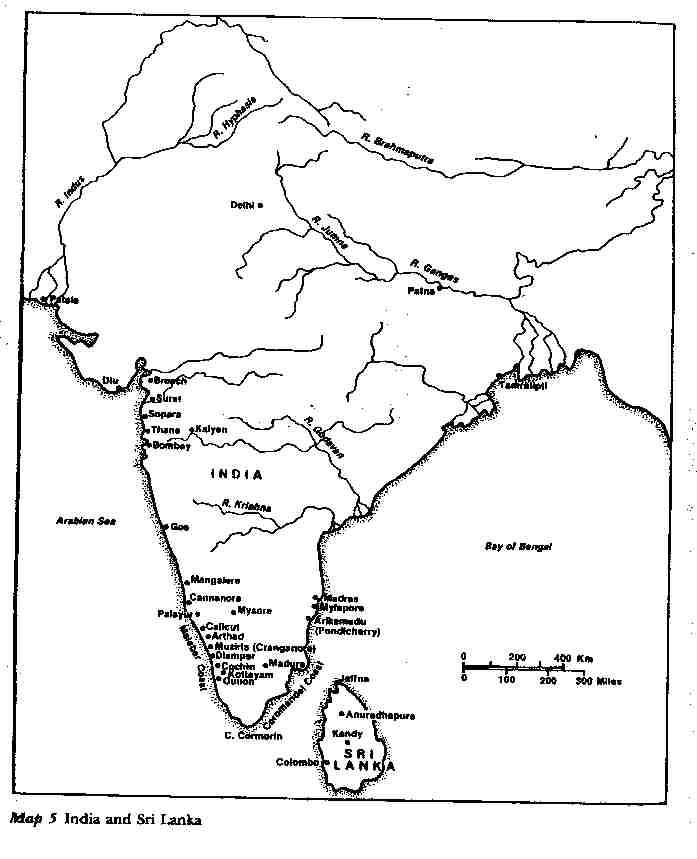 R. Hyphasis
R. Brahmaputra
R. Indus
Delhi
R. Jumna
R. Ganges
Patna
Patala
Diu
Broach
Tamralipti
Surat
Sopara
Thana
Kalyan
Bombay
R. Godavari
INDIA
R. Krishna
Arabian Sea
Goa
Bay of Bengal
Mangalore
Cannanore
Madras
Mylapore
Palayur
Mysore
Arikamedu
(Pondicherry)
Calicut
Arthad
Malabar Coast
Muziris (Cranganore)
Diamper
Cochin
Madura
Kottayam
Quilon
Coromandel Coast
0 200 400 Km
0 100 200 300 Miles
Jaffna
Anuradhapura
C. Comorin
Kandy
SRI
LANKA
Colombo
Map 5 India and Sri Lanka